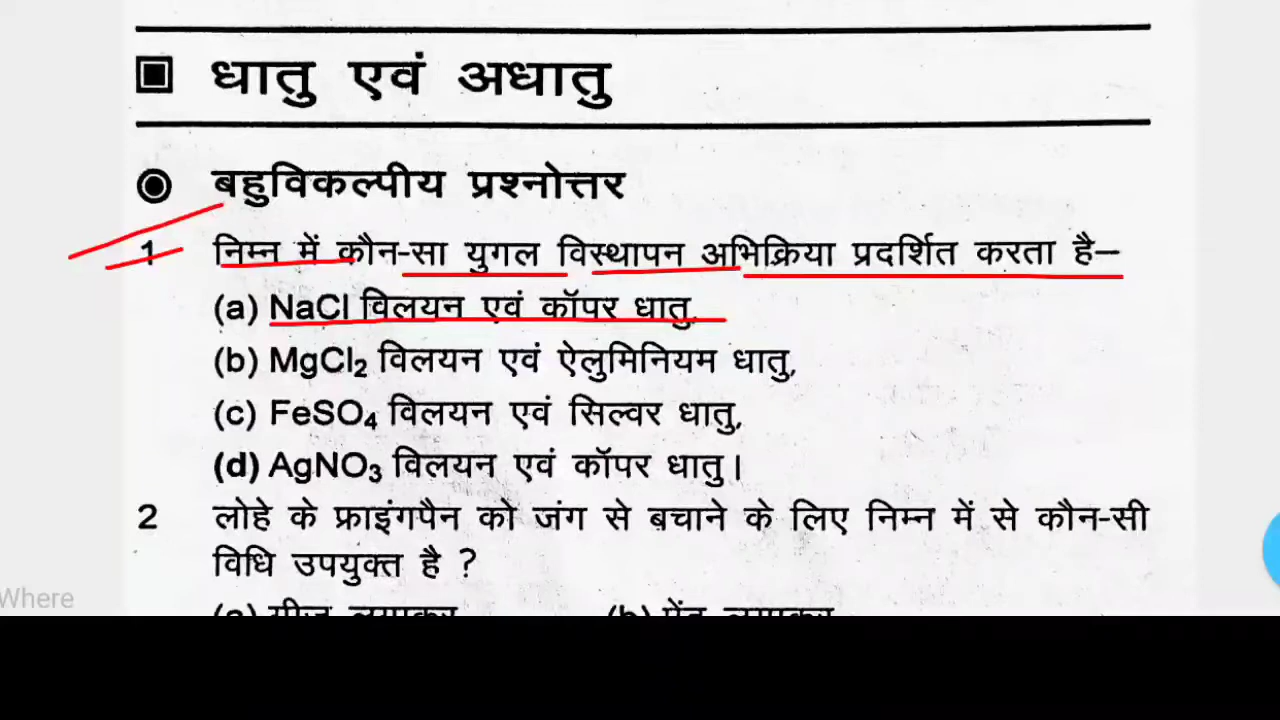 धातु एवं अधातु
बहुविकल्पीय प्रश्नोत्तर
1 निम्न में कौन-सा युगल विस्थापन अभिक्रिया प्रदर्शित करता है–
(a) NaCl विलयन एवं कॉपर धातु,
(b) MgCl₂ विलयन एवं ऐलुमिनियम धातु,
(c) FeSO₄ विलयन एवं सिल्वर धातु,
(d) AgNO₃ विलयन एवं कॉपर धातु।
2 लोहे के फ्राइंगपैन को जंग से बचाने के लिए निम्न में से कौन-सी
विधि उपयुक्त है ?
Where